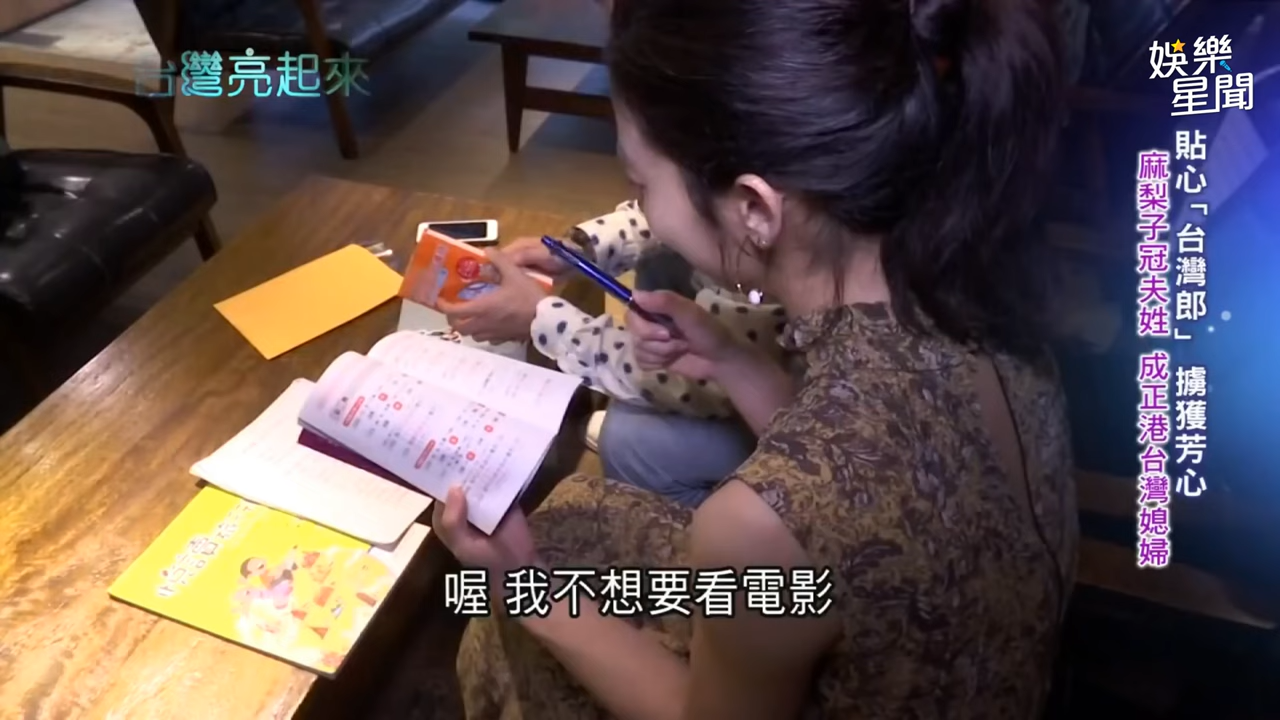 台灣亮起來
娛樂
星聞
貼心「台灣郎」 擄獲芳心
麻梨子冠夫姓 成正港台灣媳婦
喔 我不想要看電影